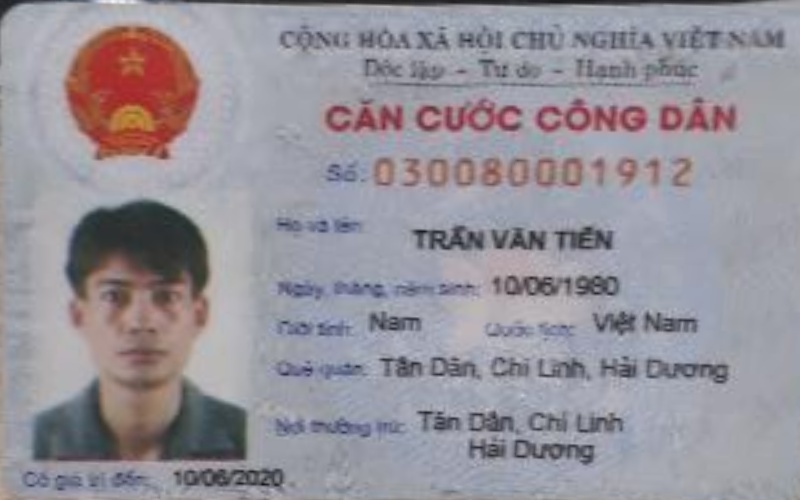 CỘNG HÒA XÃ HỘI CHỦ NGHĨA VIỆT NAM
Độc lập - Tự do - Hạnh phúc
CĂN CƯỚC CÔNG DÂN
Số: 030080001912
Họ và tên:
TRẦN VĂN TIẾN
Ngày, tháng, năm sinh: 10/06/1980
Giới tính: Nam Quốc tịch: Việt Nam
Quê quán: Tân Dân, Chí Linh, Hải Dương
Nơi thường trú: Tân Dân, Chí Linh
Hải Dương
Có giá trị đến: 10/06/2020